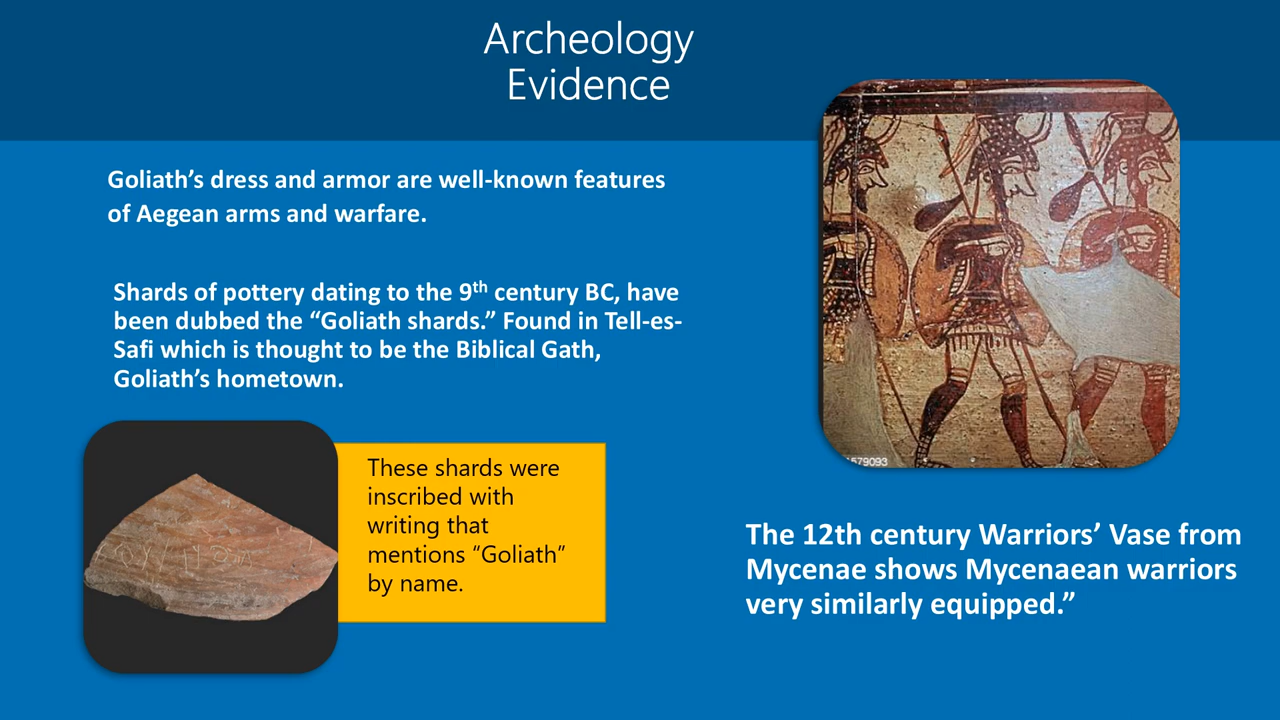 Archeology
Evidence
Goliath’s dress and armor are well-known features
of Aegean arms and warfare.
Shards of pottery dating to the 9th century BC, have
been dubbed the “Goliath shards.” Found in Tell-es-
Safi which is thought to be the Biblical Gath,
Goliath’s hometown.
These shards were
inscribed with
writing that
mentions “Goliath”
by name.
1579093
The 12th century Warriors’ Vase from
Mycenae shows Mycenaean warriors
very similarly equipped.”